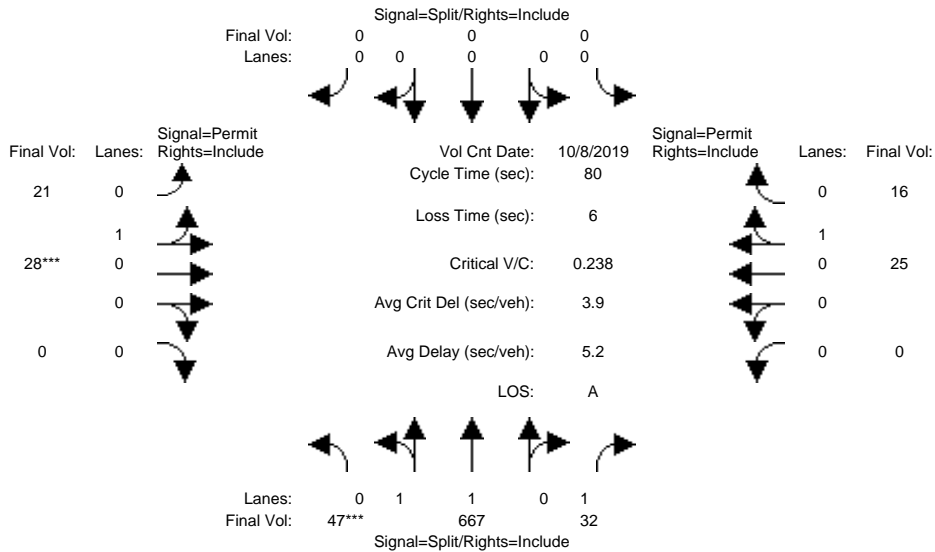 Signal=Split/Rights=Include
Final Vol: 0 0 0
Lanes: 0 0 0 0 0
Signal=Permit
Final Vol: Lanes: Rights=Include
Vol Cnt Date: 10/8/2019
Signal=Permit
Rights=Include Lanes: Final Vol:
Cycle Time (sec): 80
21 0
0 16
Loss Time (sec): 6
1
1
28*** 0
Critical V/C: 0.238
0 25
0
Avg Crit Del (sec/veh): 3.9
0
0 0
Avg Delay (sec/veh): 5.2
0 0
LOS: A
Lanes: 0 1 1 0 1
Final Vol: 47*** 667 32
Signal=Split/Rights=Include